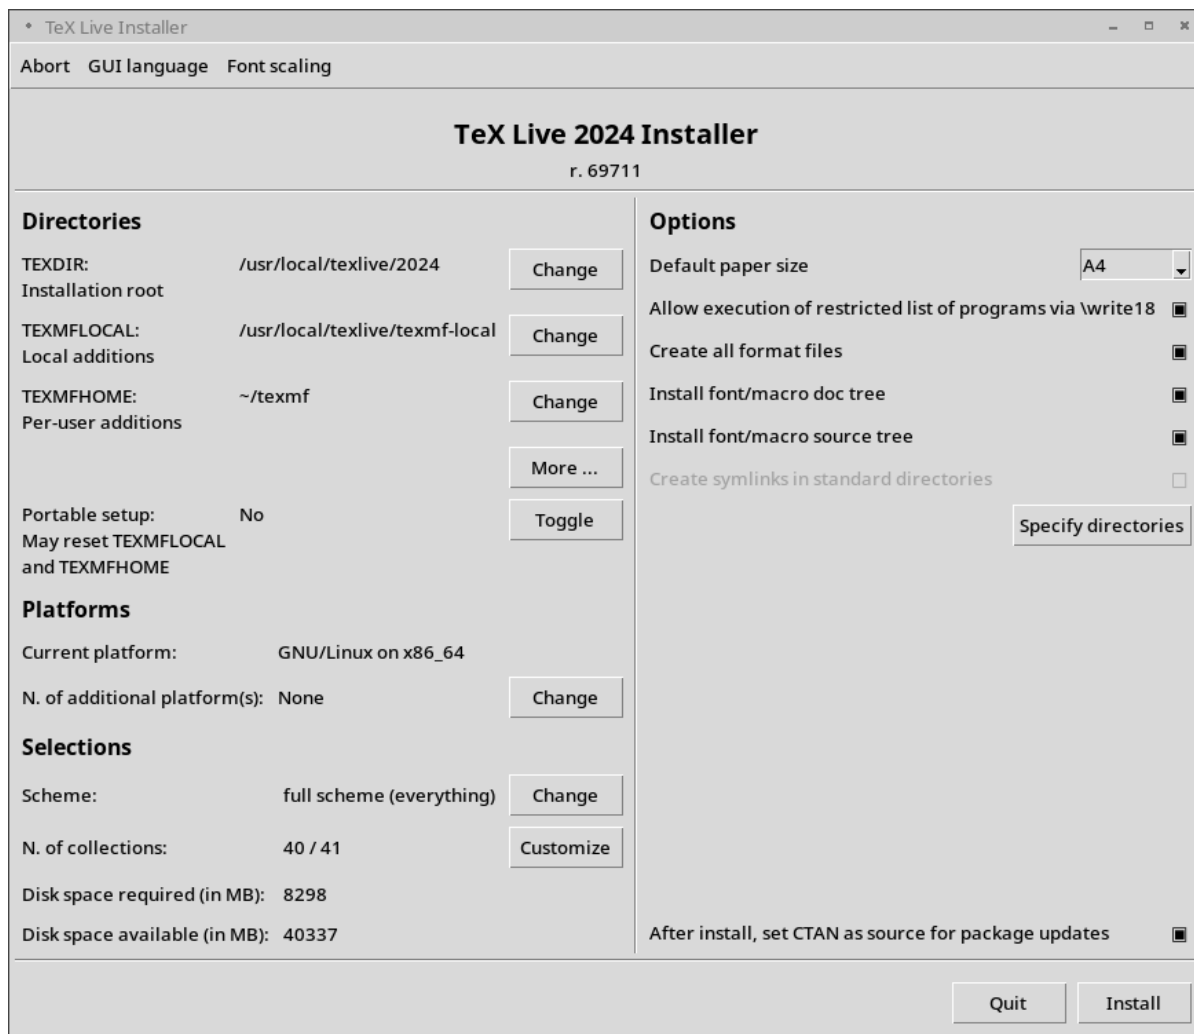 TeX Live Installer
Abort GUI language Font scaling
TeX Live 2024 Installer
r. 69711
Directories
TEXDIR: /usr/local/texlive/2024 Change
Installation root
TEXMFLOCAL: /usr/local/texlive/texmf-local Change
Local additions
TEXMFHOME: ~/texmf Change
Per-user additions
More ...
Portable setup: No Toggle
May reset TEXMFLOCAL
and TEXMFHOME
Platforms
Current platform: GNU/Linux on x86_64
N. of additional platform(s): None Change
Selections
Scheme: full scheme (everything) Change
N. of collections: 40 / 41 Customize
Disk space required (in MB): 8298
Disk space available (in MB): 40337
Options
Default paper size A4
Allow execution of restricted list of programs via \write18
Create all format files
Install font/macro doc tree
Install font/macro source tree
Create symlinks in standard directories
Specify directories
After install, set CTAN as source for package updates
Quit Install